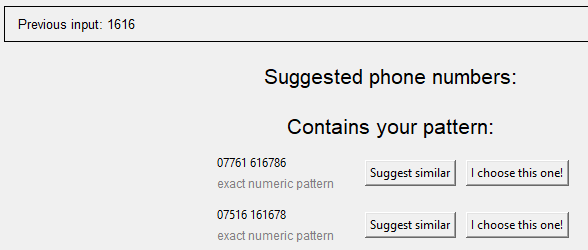 Previous input: 1616
Suggested phone numbers:
Contains your pattern:
07761 616786 Suggest similar I choose this one!
exact numeric pattern
07516 161678 Suggest similar I choose this one!
exact numeric pattern